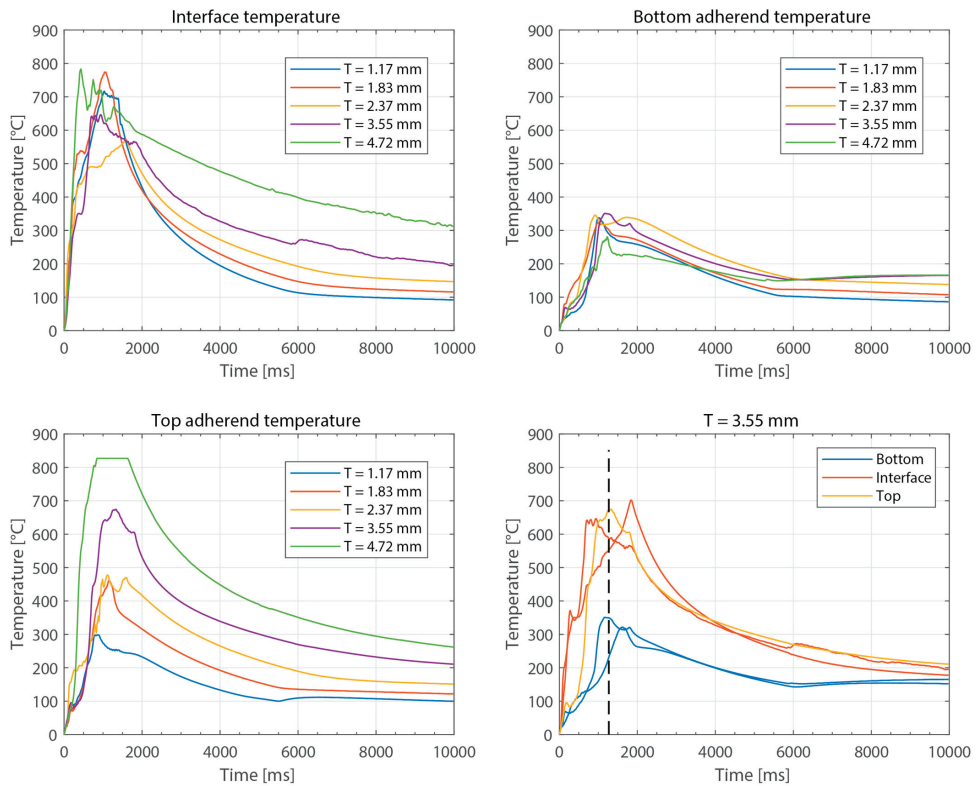 Interface temperature
900
800
700
600
500
400
300
200
100
0
Temperature [°C]
T = 1.17 mm
T = 1.83 mm
T = 2.37 mm
T = 3.55 mm
T = 4.72 mm
0 2000 4000 6000 8000 10000
Time [ms]
Bottom adherend temperature
900
800
700
600
500
400
300
200
100
0
Temperature [°C]
T = 1.17 mm
T = 1.83 mm
T = 2.37 mm
T = 3.55 mm
T = 4.72 mm
0 2000 4000 6000 8000 10000
Time [ms]
Top adherend temperature
900
800
700
600
500
400
300
200
100
0
Temperature [°C]
T = 1.17 mm
T = 1.83 mm
T = 2.37 mm
T = 3.55 mm
T = 4.72 mm
0 2000 4000 6000 8000 10000
Time [ms]
T = 3.55 mm
900
800
700
600
500
400
300
200
100
0
Temperature [°C]
Bottom
Interface
Top
0 2000 4000 6000 8000 10000
Time [ms]